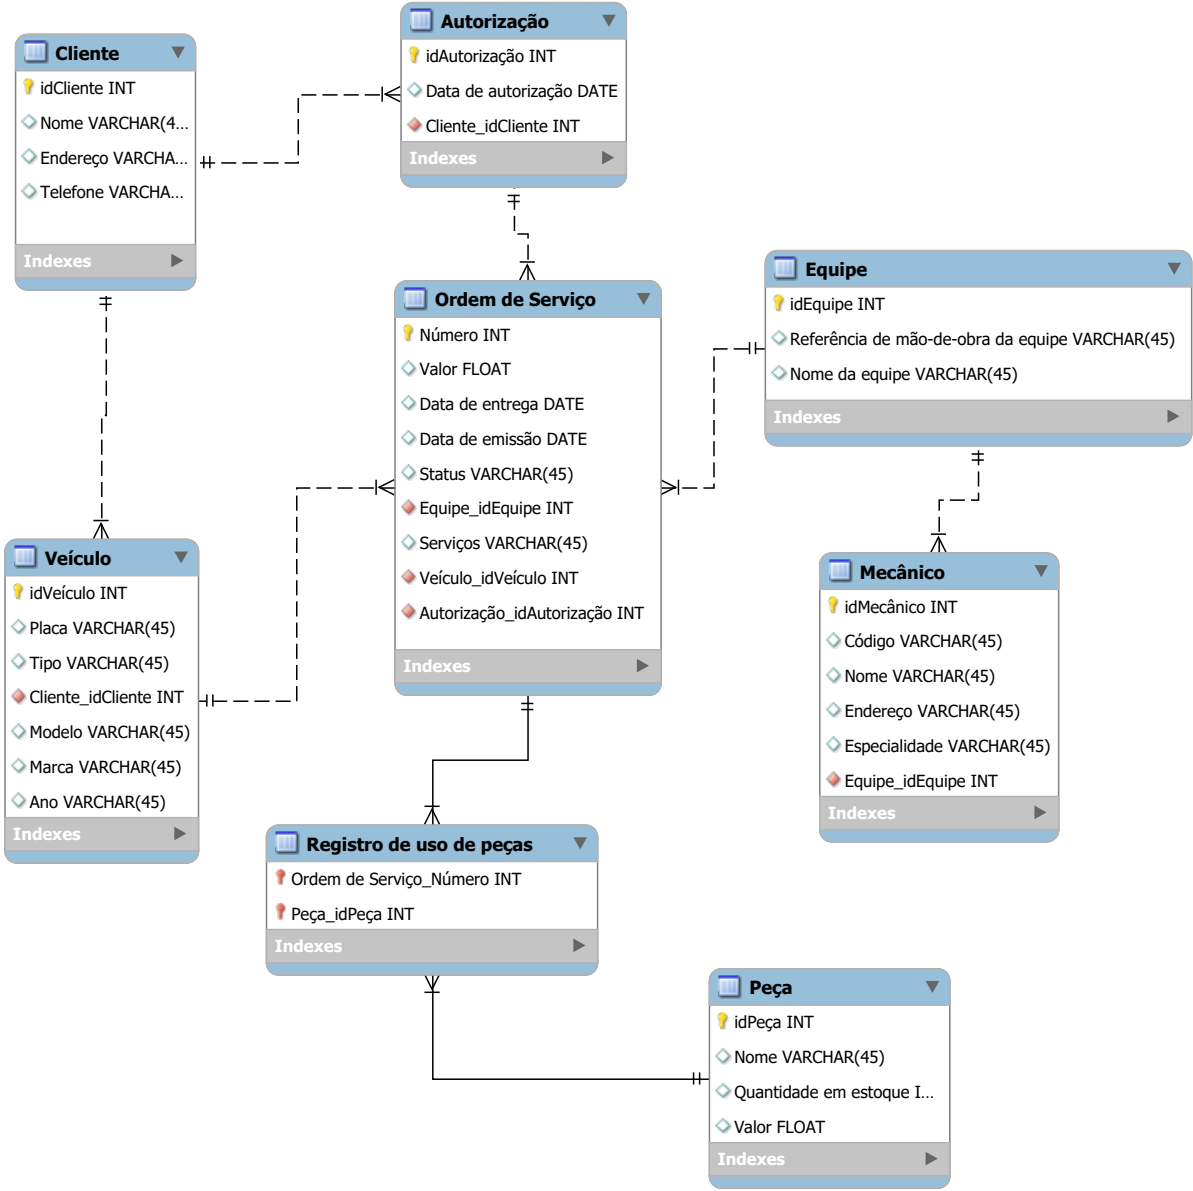 Autorização
idAutorização INT
Data de autorização DATE
Cliente_idCliente INT
Indexes
Cliente
idCliente INT
Nome VARCHAR(4...
Endereço VARCHA...
Telefone VARCHA...
Indexes
Equipe
idEquipe INT
Referência de mão-de-obra da equipe VARCHAR(45)
Nome da equipe VARCHAR(45)
Indexes
Ordem de Serviço
Número INT
Valor FLOAT
Data de entrega DATE
Data de emissão DATE
Status VARCHAR(45)
Equipe_idEquipe INT
Serviços VARCHAR(45)
Veículo_idVeículo INT
Autorização_idAutorização INT
Indexes
Veículo
idVeículo INT
Placa VARCHAR(45)
Tipo VARCHAR(45)
Cliente_idCliente INT
Modelo VARCHAR(45)
Marca VARCHAR(45)
Ano VARCHAR(45)
Indexes
Mecânico
idMecânico INT
Código VARCHAR(45)
Nome VARCHAR(45)
Endereço VARCHAR(45)
Especialidade VARCHAR(45)
Equipe_idEquipe INT
Indexes
Registro de uso de peças
Ordem de Serviço_Número INT
Peça_idPeça INT
Indexes
Peça
idPeça INT
Nome VARCHAR(45)
Quantidade em estoque I...
Valor FLOAT
Indexes